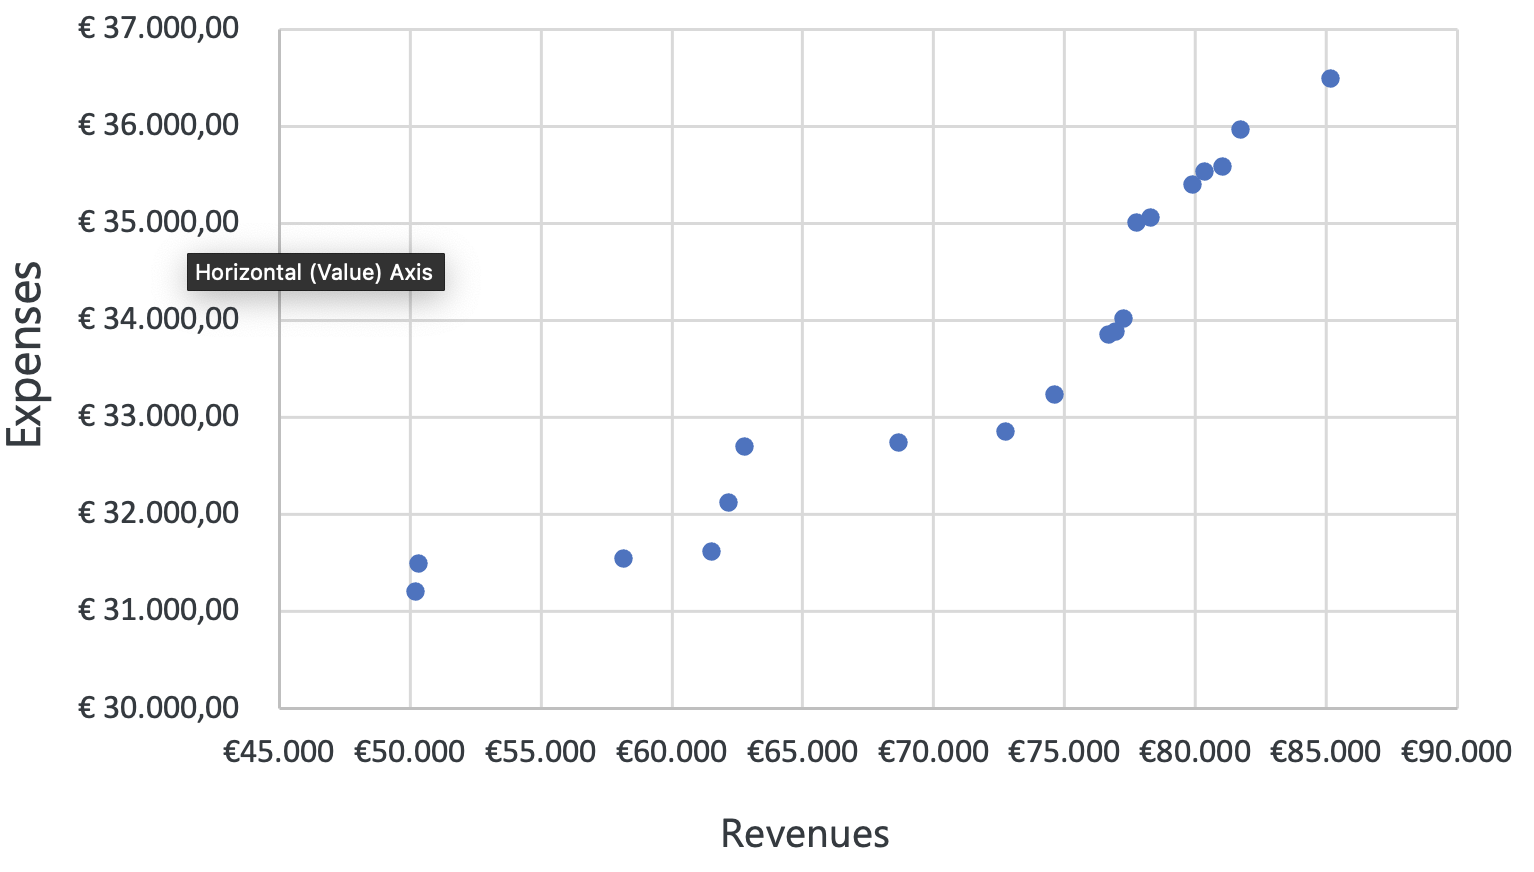 € 37.000,00
€ 36.000,00
€ 35.000,00
Horizontal (Value) Axis
€ 34.000,00
€ 33.000,00
€ 32.000,00
€ 31.000,00
€ 30.000,00
Expenses
€45.000 €50.000 €55.000 €60.000 €65.000 €70.000 €75.000 €80.000 €85.000 €90.000
Revenues